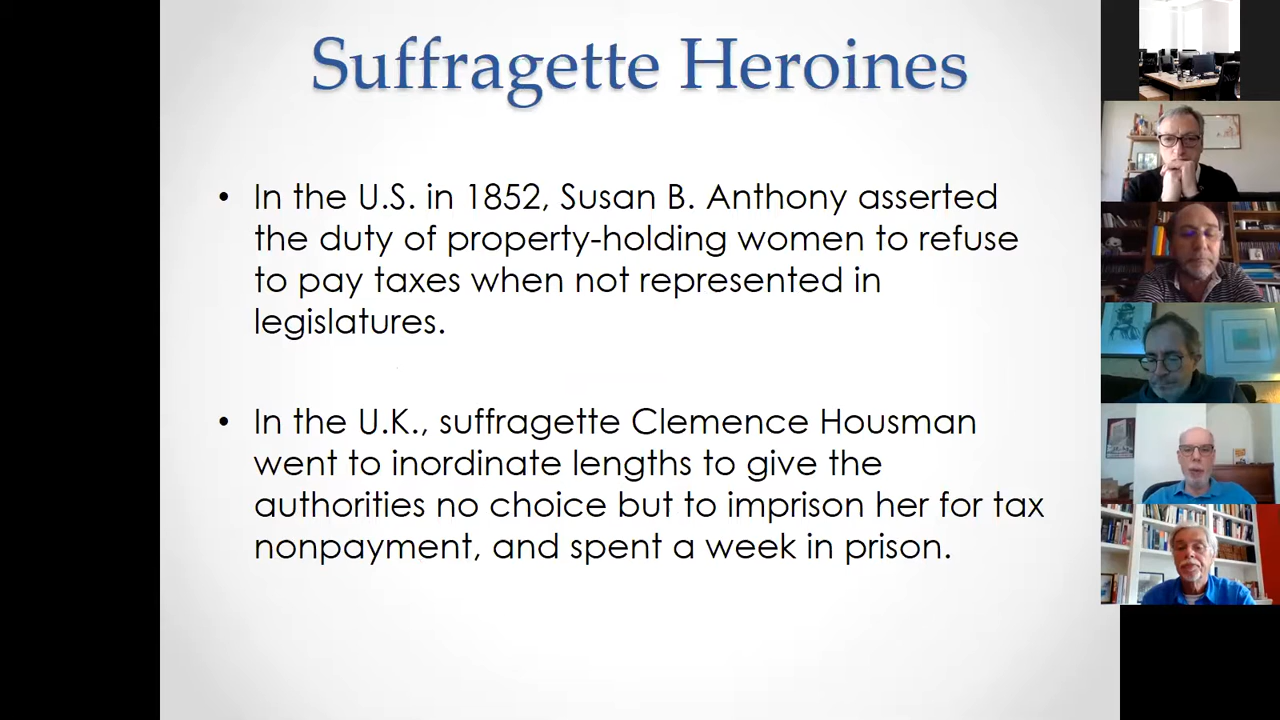 Suffragette Heroines
• In the U.S. in 1852, Susan B. Anthony asserted
the duty of property-holding women to refuse
to pay taxes when not represented in
legislatures.
• In the U.K., suffragette Clemence Housman
went to inordinate lengths to give the
authorities no choice but to imprison her for tax
nonpayment, and spent a week in prison.